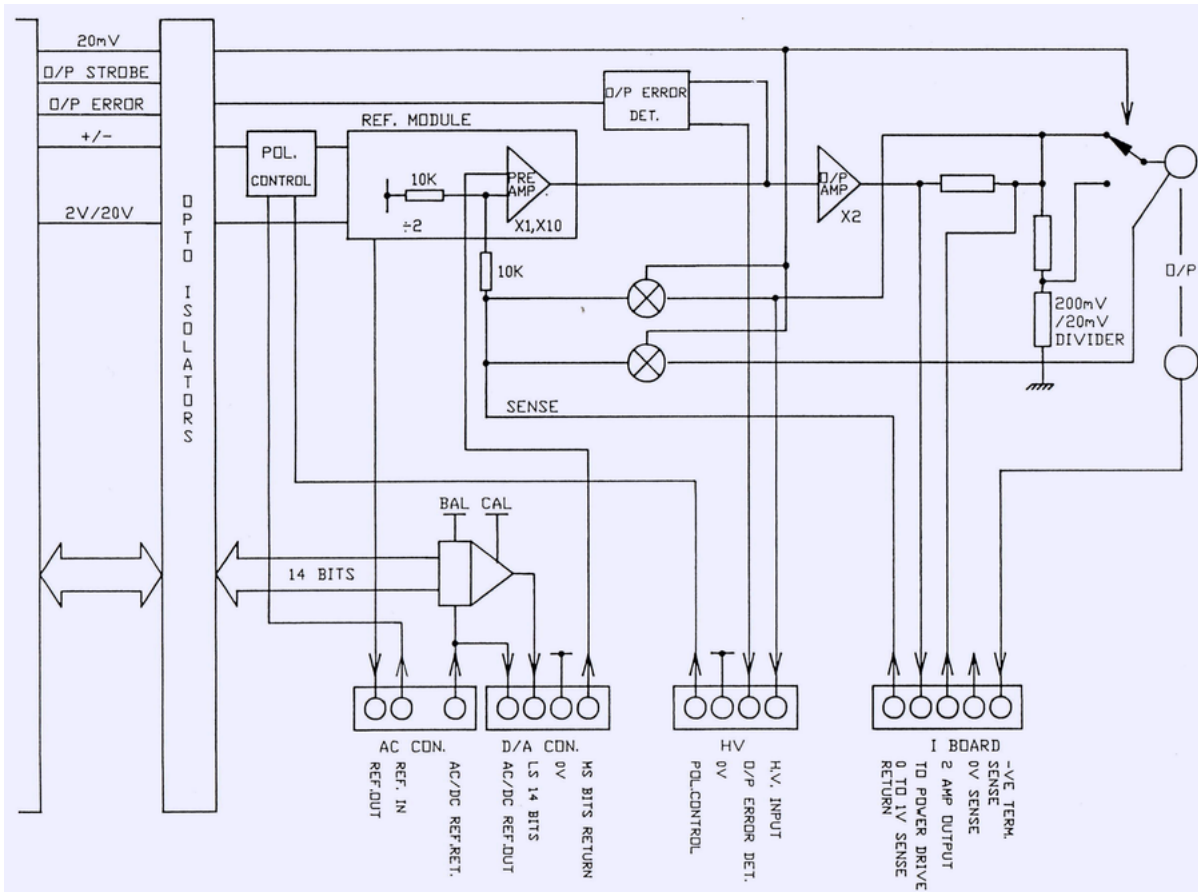 20mV
O/P STROBE
O/P ERROR
+/-
2V/20V
OPTO ISOLATORS
POL.
CONTROL
REF. MODULE
10K
÷2
PRE
AMP
X1,X10
10K
O/P ERROR
DET.
O/P
AMP
X2
200mV
/20mV
DIVIDER
O/P
SENSE
BAL
CAL
14 BITS
AC CON.
D/A CON.
HV
I BOARD
REF.OUT
REF. IN
AC/DC REF.RET.
AC/DC REF.OUT
LS 14 BITS
0V
MS BITS RETURN
POL.CONTROL
0V
O/P ERROR DET.
H.V. INPUT
0 TO 1V SENSE
RETURN
TO POWER DRIVE
2 AMP OUTPUT
0V SENSE
-VE TERM.
SENSE